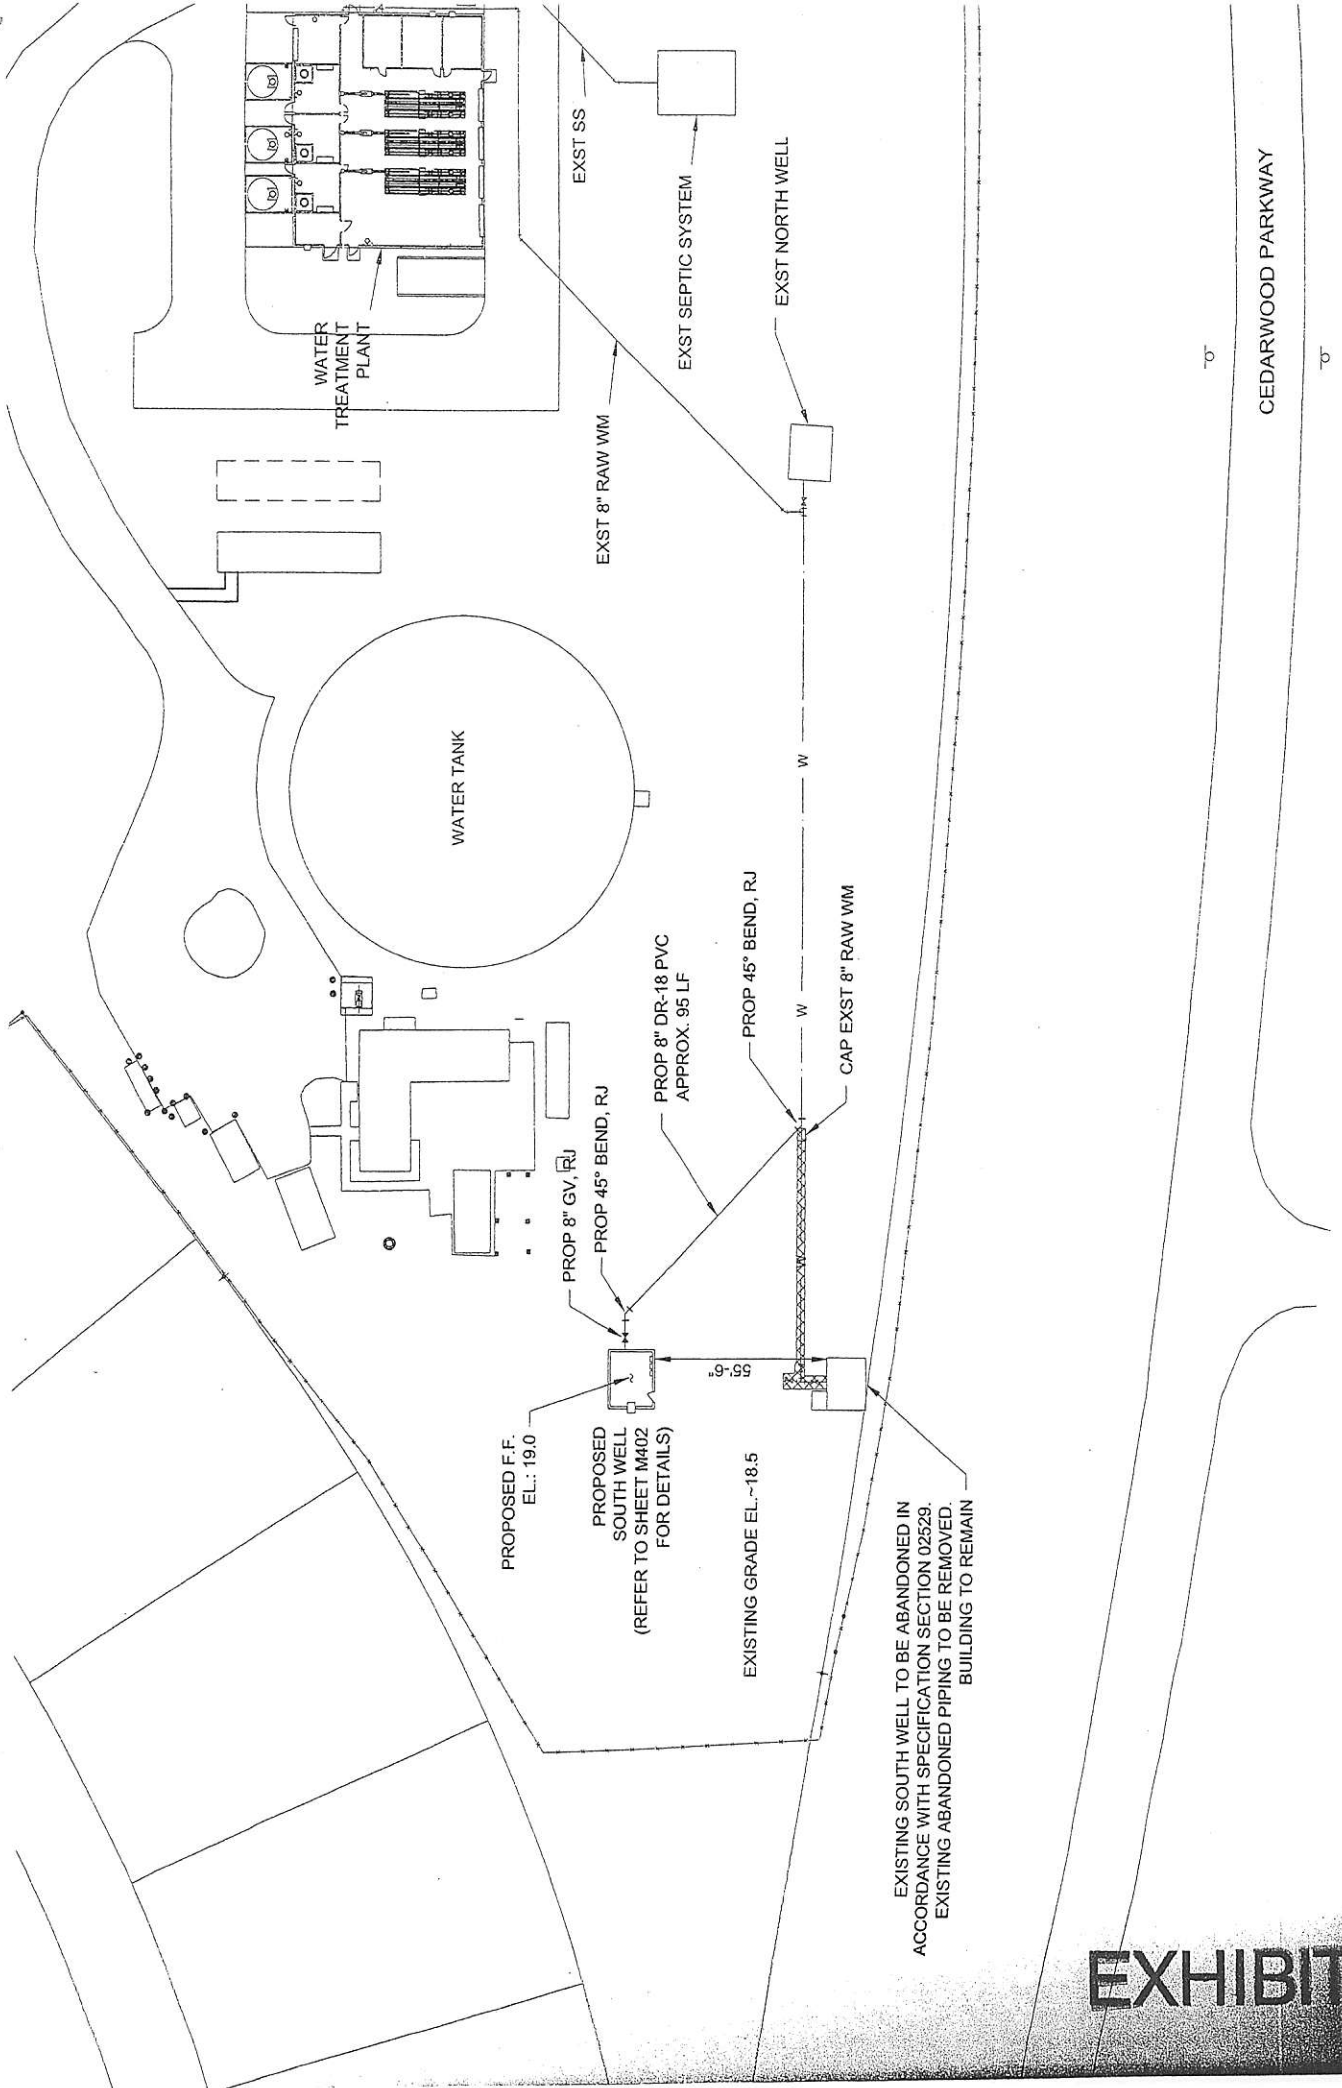 EXST SS
EXST SEPTIC SYSTEM
EXST NORTH WELL
CEDARWOOD PARKWAY
WATER
TREATMENT
PLANT
EXST 8" RAW WM
WATER TANK
W
W
PROP 45° BEND, RJ
CAP EXST 8" RAW WM
PROP 8" DR-18 PVC
APPROX. 95 LF
PROP 8" GV, RJ
PROP 45° BEND, RJ
W
55'-6"
PROPOSED F.F.
EL.: 19.0
PROPOSED
SOUTH WELL
(REFER TO SHEET M402
FOR DETAILS)
EXISTING GRADE EL.~18.5
EXISTING SOUTH WELL TO BE ABANDONED IN
ACCORDANCE WITH SPECIFICATION SECTION 02529.
EXISTING ABANDONED PIPING TO BE REMOVED.
BUILDING TO REMAIN
EXHIBIT